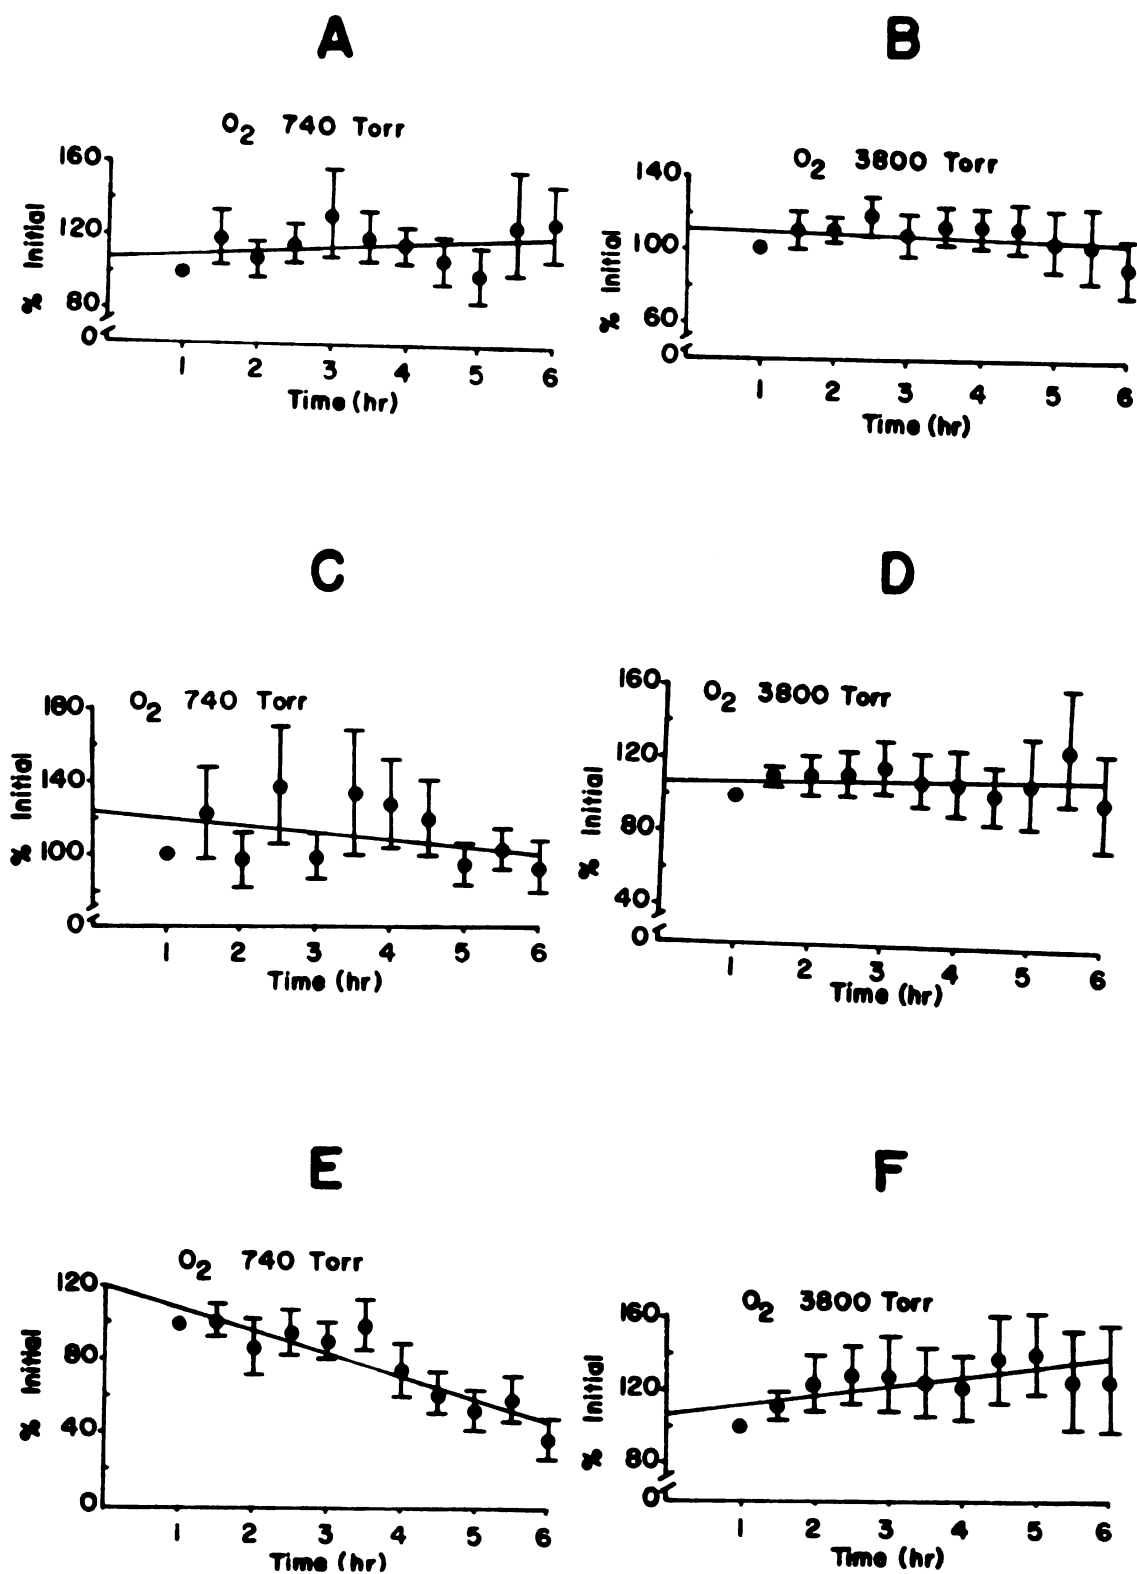 A
O2 740 Torr
160
120
80
0
% Initial
1 2 3 4 5 6
Time (hr)
B
O2 3800 Torr
140
100
60
0
% Initial
1 2 3 4 5 6
Time (hr)
C
O2 740 Torr
180
140
100
0
% Initial
1 2 3 4 5 6
Time (hr)
D
O2 3800 Torr
160
120
80
40
0
% Initial
1 2 3 4 5 6
Time (hr)
E
O2 740 Torr
120
80
40
0
% Initial
1 2 3 4 5 6
Time (hr)
F
O2 3800 Torr
160
120
80
0
% Initial
1 2 3 4 5 6
Time (hr)